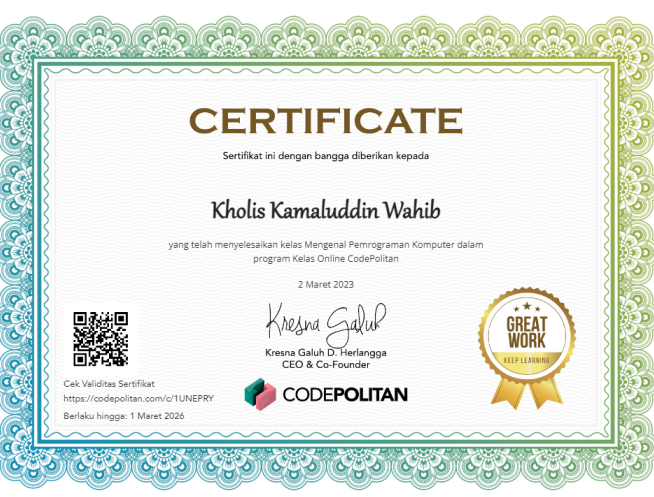 CERTIFICATE
Sertifikat ini dengan bangga diberikan kepada
Kholis Kamaluddin Wahib
yang telah menyelesaikan kelas Mengenal Pemrograman Komputer dalam
program Kelas Online CodePolitan
2 Maret 2023
Kresna Galuh
Kresna Galuh D. Herlangga
CEO & Co-Founder
CODEPOLITAN
GREAT
WORK
KEEP LEARNING
Cek Validitas Sertifikat
https://codepolitan.com/c/1UNEPRY
Berlaku hingga: 1 Maret 2026